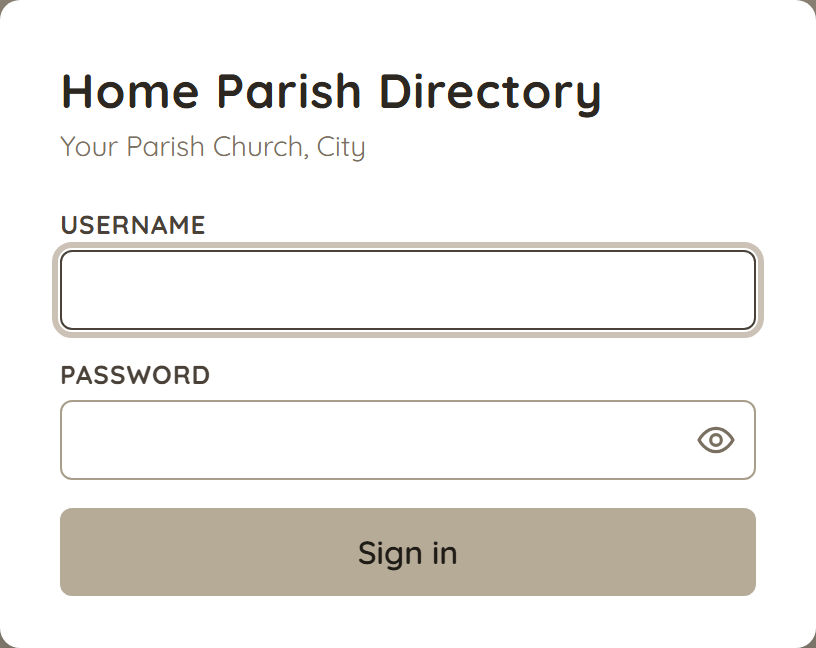 Home Parish Directory
Your Parish Church, City
USERNAME
PASSWORD
Sign in